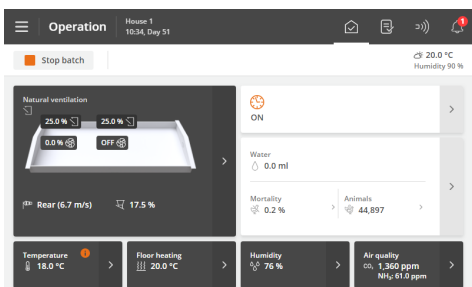 Operation
House 1
10:34, Day 51
1
Stop batch
20.0 °C
Humidity 90 %
Natural ventilation
25.0 %
25.0 %
0.0 %
OFF
Rear (6.7 m/s)
17.5 %
ON
Water
0.0 ml
Mortality
0.2 %
Animals
44,897
Temperature
18.0 °C
Floor heating
20.0 °C
Humidity
76 %
Air quality
CO₂ 1,360 ppm
NH₃: 61.0 ppm